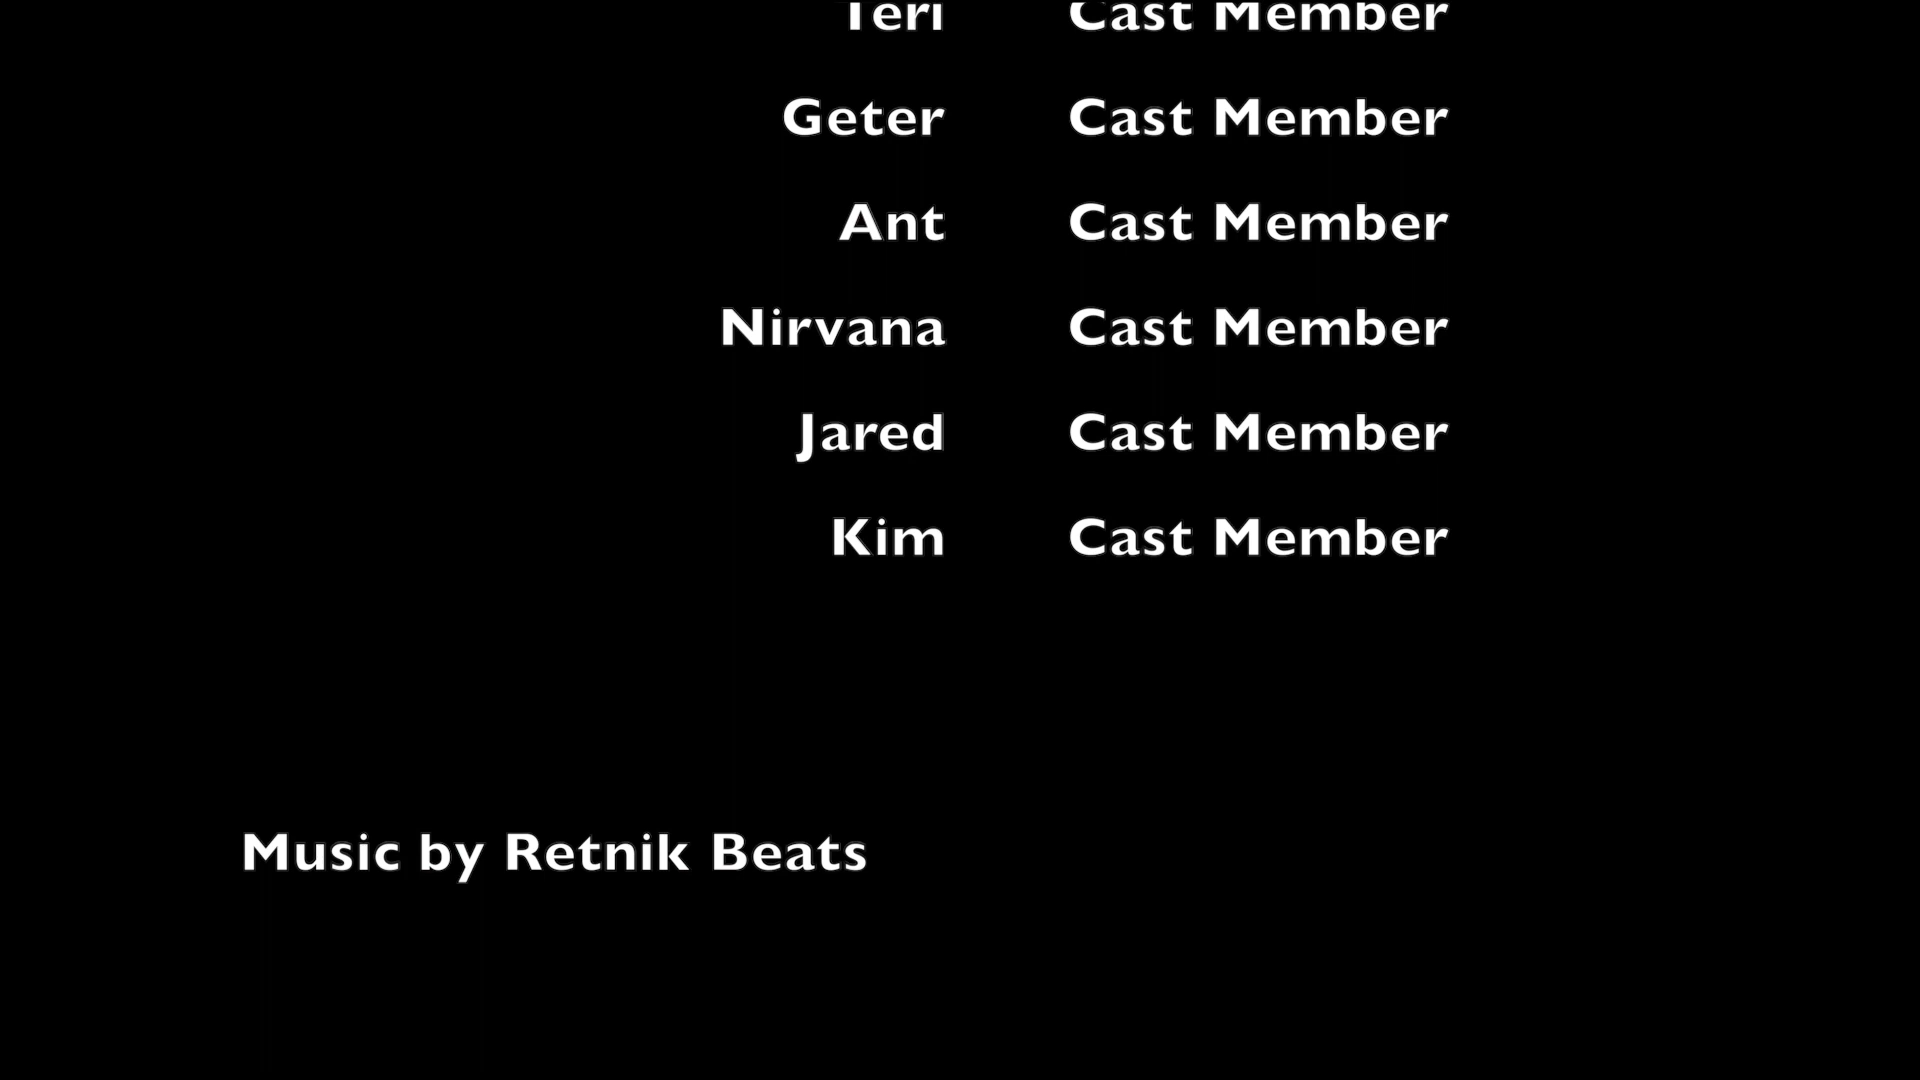 Teri Cast Member
Geter Cast Member
Ant Cast Member
Nirvana Cast Member
Jared Cast Member
Kim Cast Member
Music by Retnik Beats